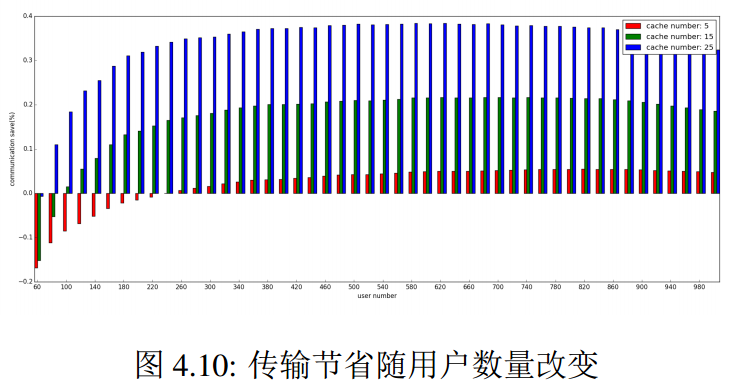 0.4
cache number: 5
cache number: 15
cache number: 25
0.3
0.2
0.1
0.0
−0.1
−0.2
communication save(%)
60 100 140 180 220 260 300 340 380 420 460 500 540 580 620 660 700 740 780 820 860 900 940 980
user number
图 4.10: 传输节省随用户数量改变